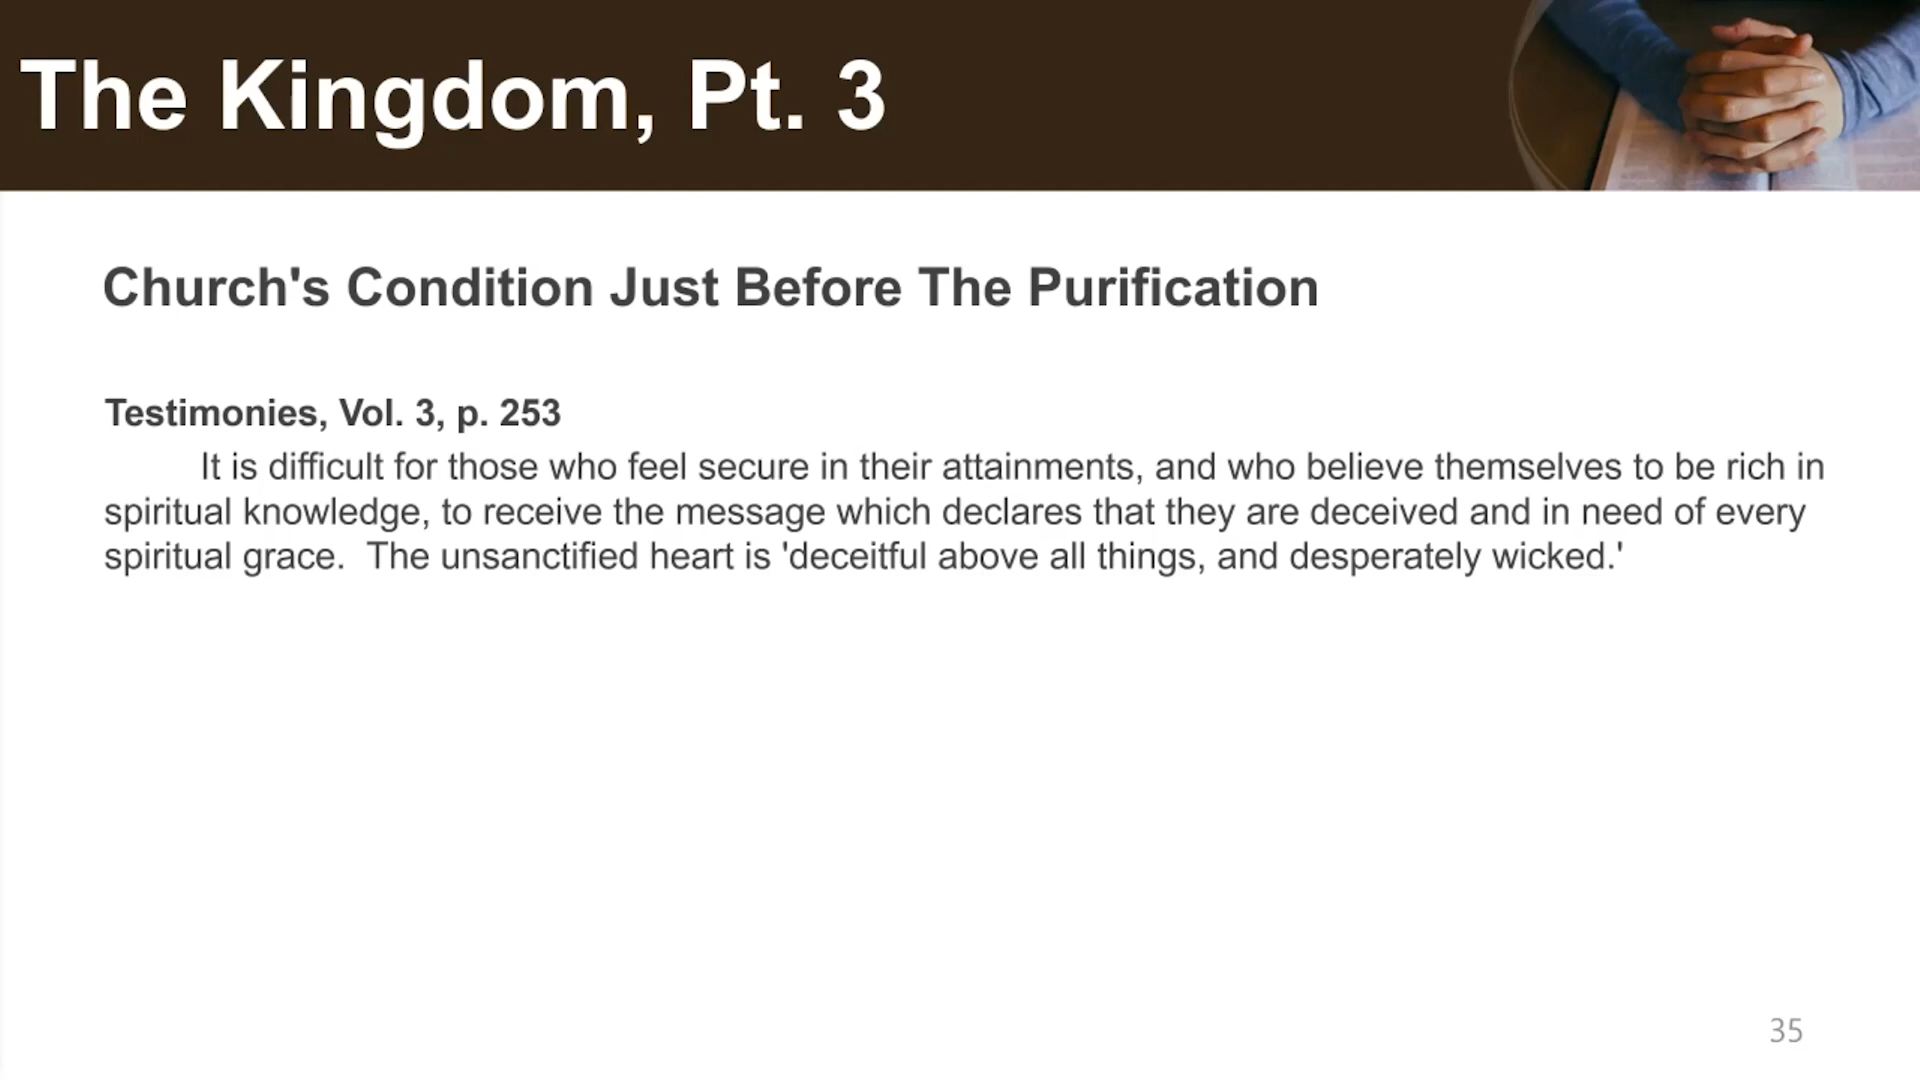 The Kingdom, Pt. 3
Church's Condition Just Before The Purification
Testimonies, Vol. 3, p. 253
It is difficult for those who feel secure in their attainments, and who believe themselves to be rich in
spiritual knowledge, to receive the message which declares that they are deceived and in need of every
spiritual grace.  The unsanctified heart is 'deceitful above all things, and desperately wicked.'
35